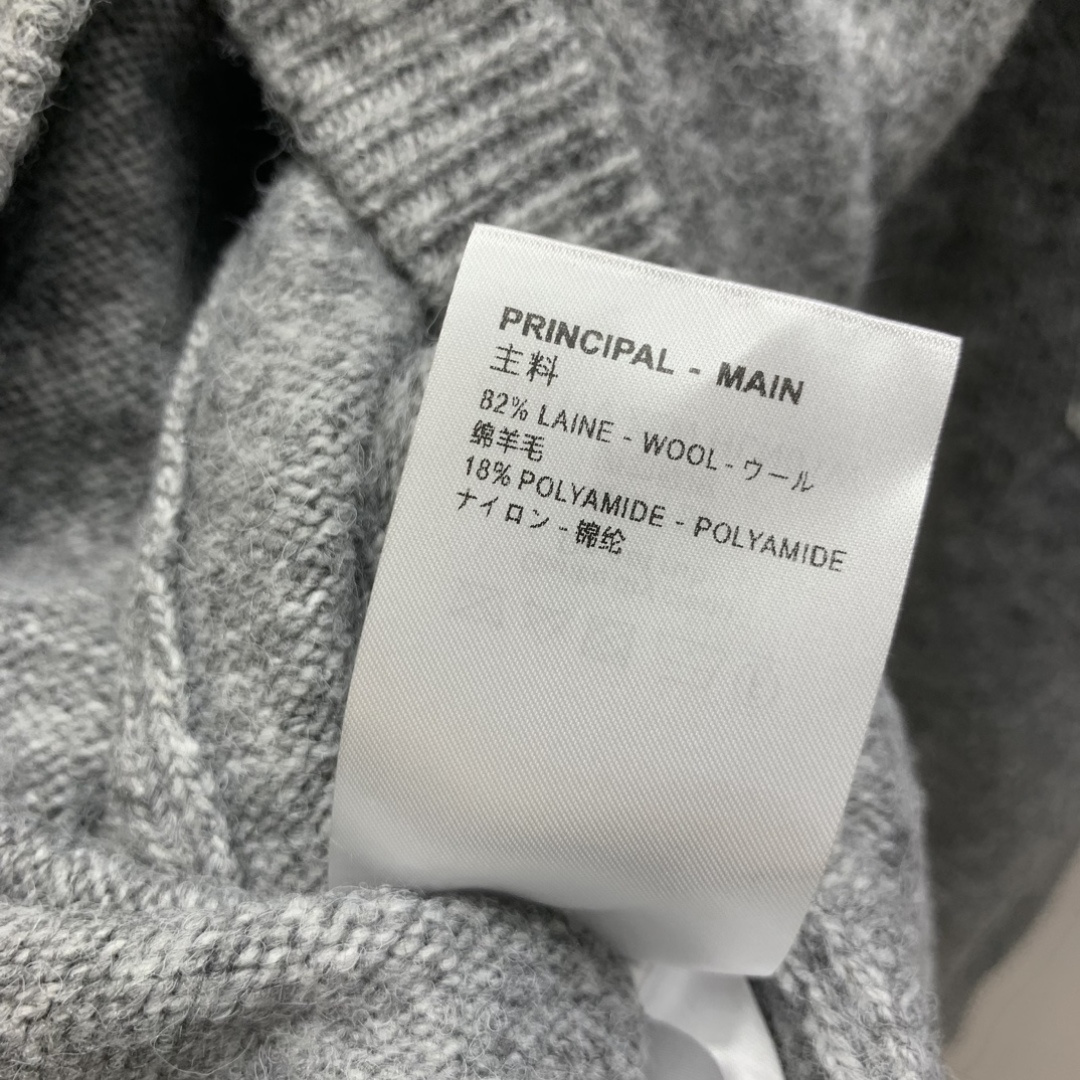 PRINCIPAL - MAIN
主料
82% LAINE - WOOL - ウール
绵羊毛
18% POLYAMIDE - POLYAMIDE
ナイロン - 锦纶